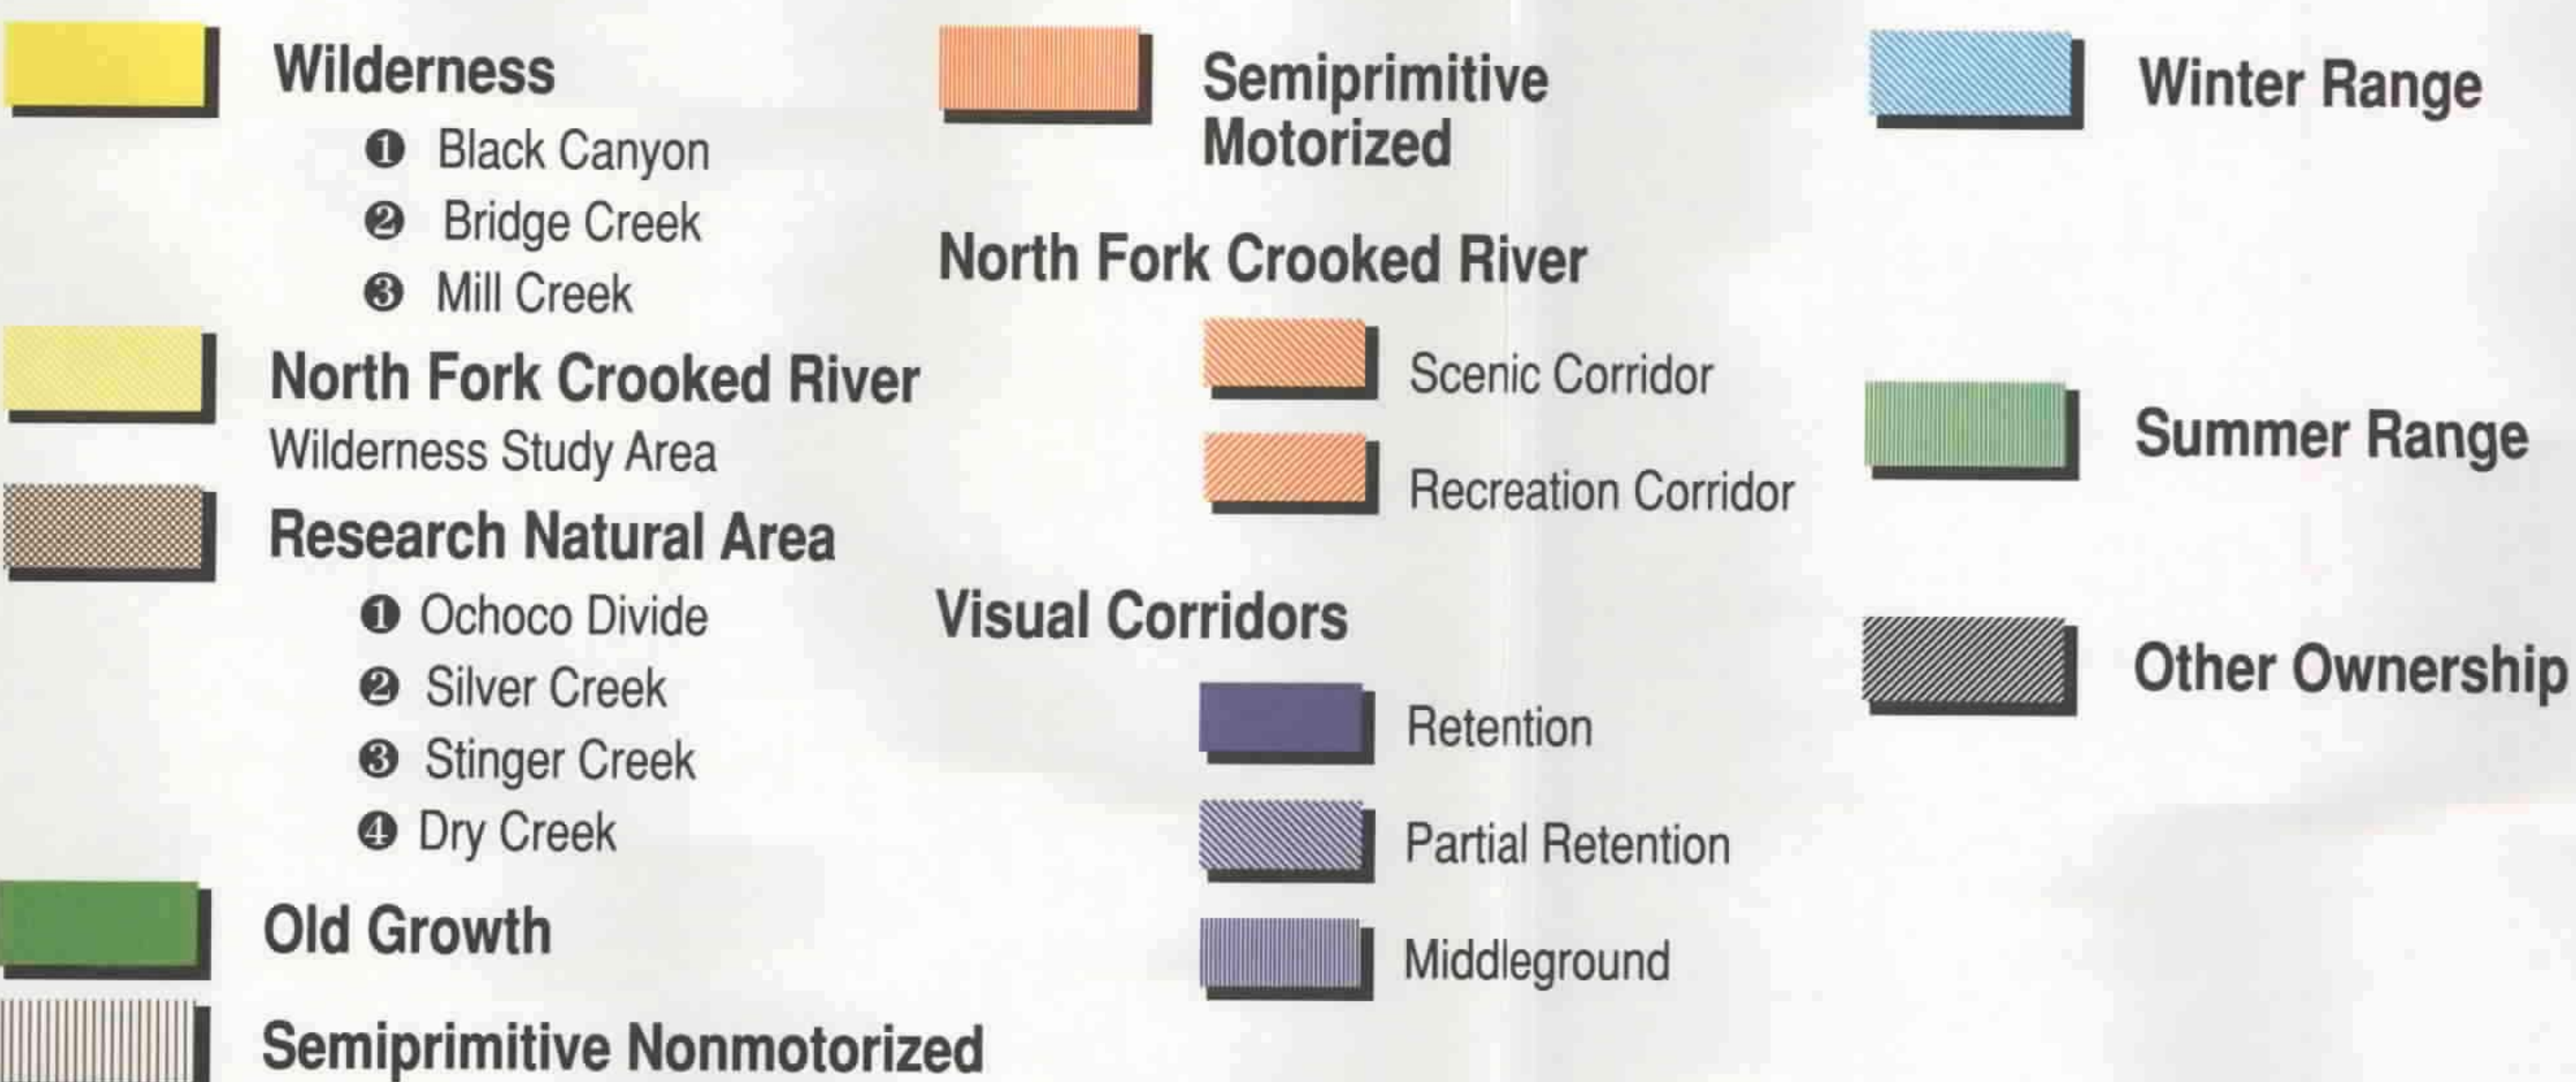 Wilderness
❶ Black Canyon
❷ Bridge Creek
❸ Mill Creek
North Fork Crooked River
Wilderness Study Area
Research Natural Area
❶ Ochoco Divide
❷ Silver Creek
❸ Stinger Creek
❹ Dry Creek
Old Growth
Semiprimitive Nonmotorized
Semiprimitive
Motorized
North Fork Crooked River
Scenic Corridor
Recreation Corridor
Visual Corridors
Retention
Partial Retention
Middleground
Winter Range
Summer Range
Other Ownership